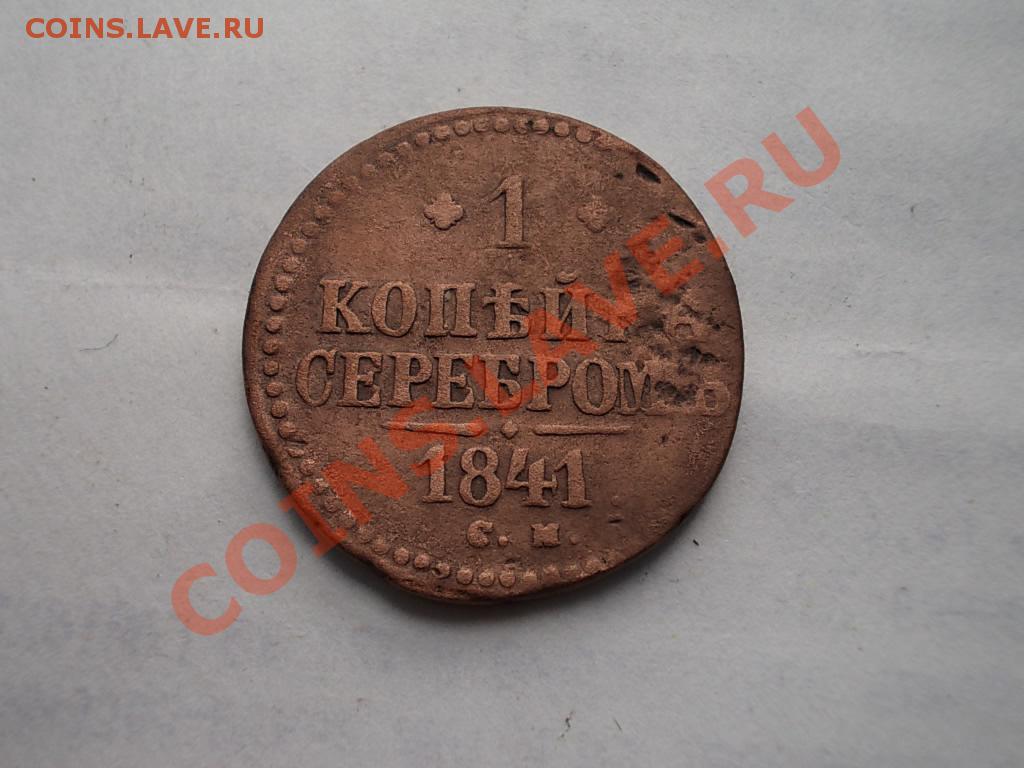 COINS.LAVE.RU
1
КОПѢЙКА
СЕРЕБРОМЪ
1841
С. М.
COINS.LAVE.RU